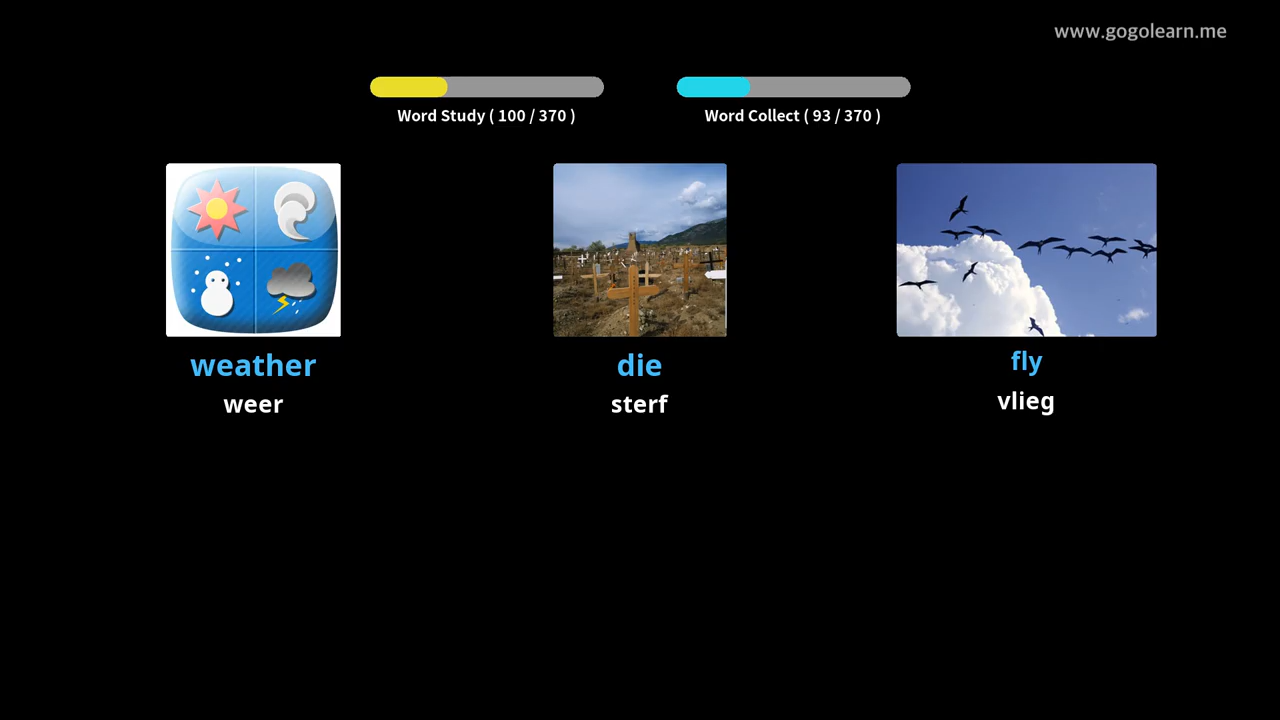 www.gogolearn.me
Word Study ( 100 / 370 )
Word Collect ( 93 / 370 )
weather
weer
die
sterf
fly
vlieg